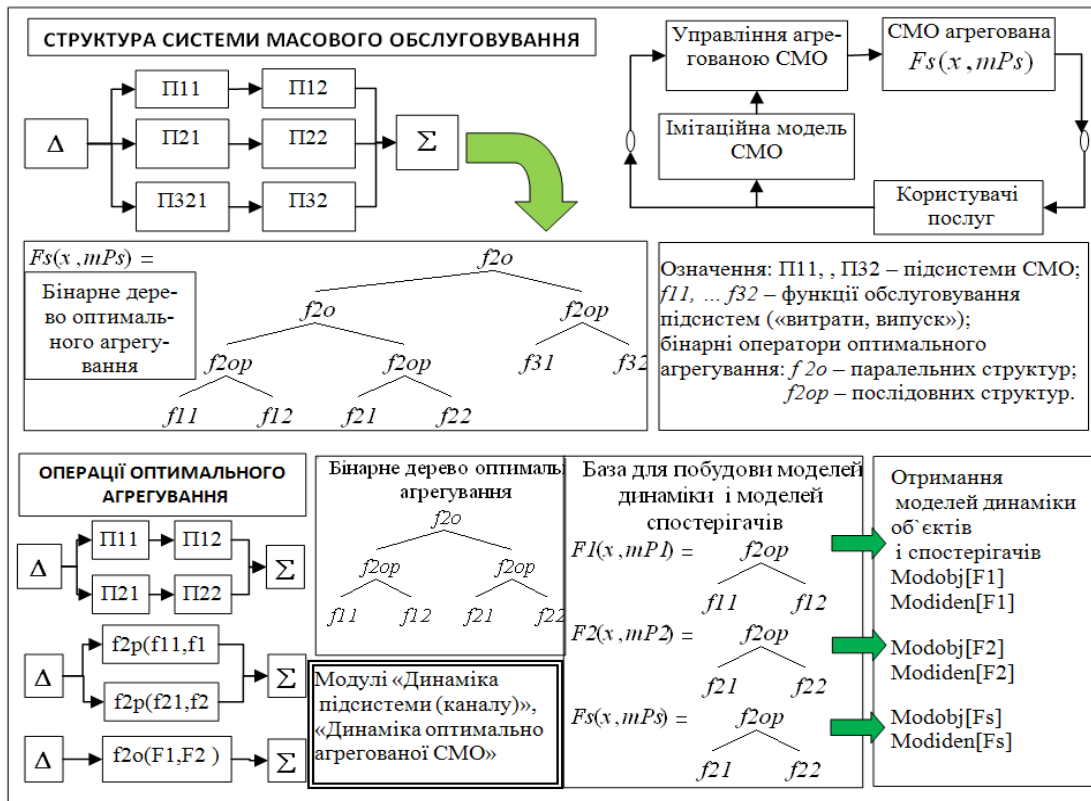 СТРУКТУРА СИСТЕМИ МАСОВОГО ОБСЛУГОВУВАННЯ
П11
П12
Δ
П21
П22
Σ
П321
П32
Управління агре-
гованою СМО
СМО агрегована
Fs(x,mPs)
Імітаційна модель
СМО
Користувачі
послуг
Fs(x,mPs) =
Бінарне дере-
во оптималь-
ного агрегу-
вання
f2o
f2o
f2op
f2op
f2op
f31
f32
f11
f12
f21
f22
Означення: П11, , П32 – підсистеми СМО;
f11, ... f32 – функції обслуговування
підсистем («витрати, випуск»);
бінарні оператори оптимального
агрегування: f 2o – паралельних структур;
f2op – послідовних структур.
ОПЕРАЦІЇ ОПТИМАЛЬНОГО
АГРЕГУВАННЯ
П11
П12
Δ
Σ
П21
П22
f2p(f11,f1
Δ
Σ
f2p(f21,f2
Δ
f2o(F1,F2 )
Σ
Бінарне дерево оптималь
агрегування
f2o
f2op
f2op
f11
f12
f21
f22
Модулі «Динаміка
підсистеми (каналу)»,
«Динаміка оптимально
агрегованої СМО»
База для побудови моделей
динаміки і моделей
спостерігачів
F1(x,mP1) =
f2op
f11
f12
F2(x,mP2) =
f2op
f21
f22
Fs(x,mPs) =
f2op
f21
f22
Отримання
моделей динаміки
об`єктів
і спостерігачів
Modobj[F1]
Modiden[F1]
Modobj[F2]
Modiden[F2]
Modobj[Fs]
Modiden[Fs]